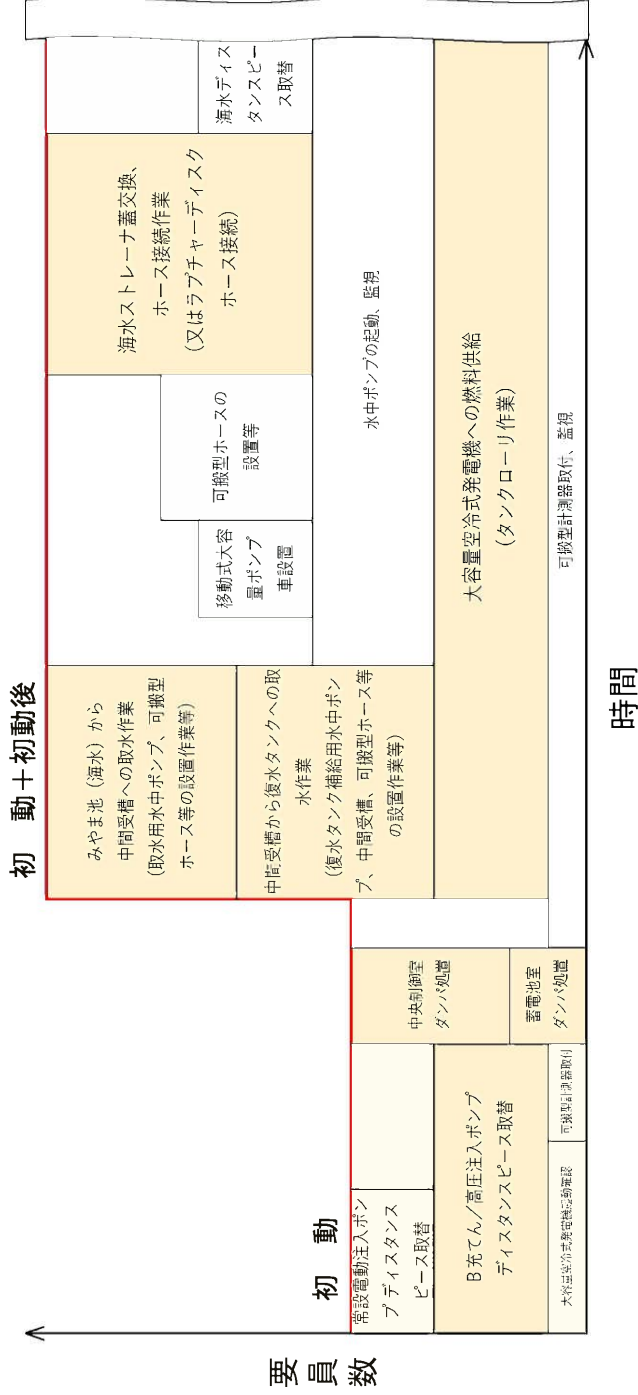 要員数
初　動
初　動＋初動後
時間
常設電動注入ポン
プディスタンス
ピース取替
B充てん／高圧注入ポンプ
ディスタンスピース取替
大容量空冷式発電機起動確認
可搬型計測器取付
中央制御室
ダンパ処置
蓄電池室
ダンパ処置
みやま池（海水）から
中間受槽への取水作業
（取水用水中ポンプ、可搬型
ホース等の設置作業等）
中間受槽から復水タンクへの取
水作業
（復水タンク補給用水中ポン
プ、中間受槽、可搬型ホース等
の設置作業等）
移動式大容
量ポンプ
車設置
可搬型ホースの
設置等
海水ストレーナ蓋交換、
ホース接続作業
（又はラプチャーディスク
ホース接続）
海水ディス
タンスピー
ス取替
水中ポンプの起動、監視
大容量空冷式発電機への燃料供給
（タンクローリ作業）
可搬型計測器取付、監視